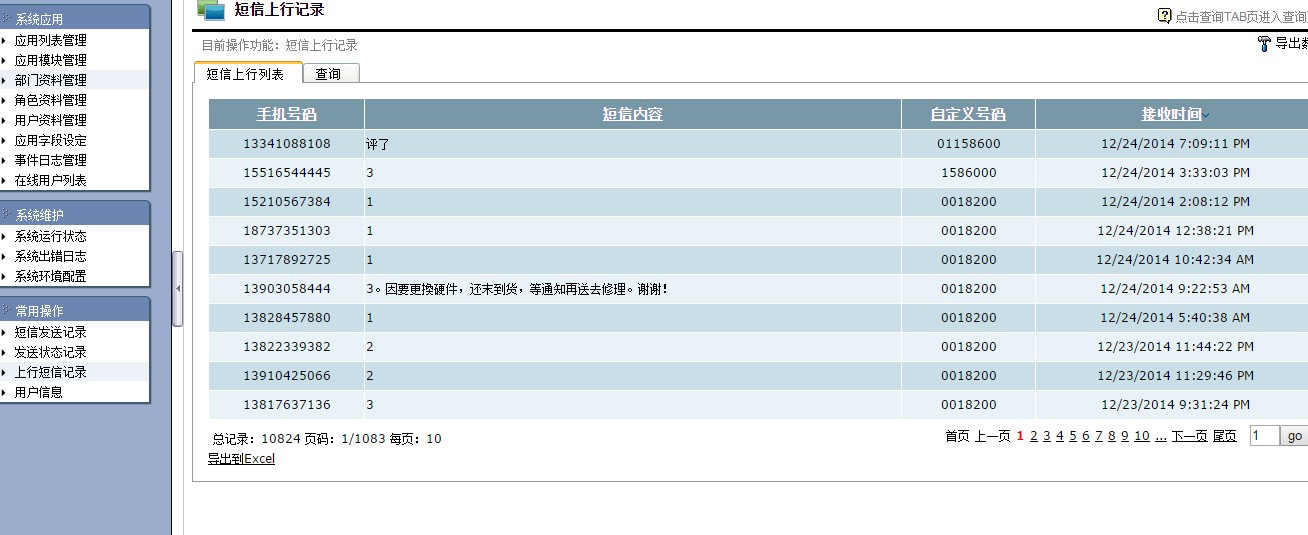 系统应用
应用列表管理
应用模块管理
部门资料管理
角色资料管理
用户资料管理
应用字段设定
事件日志管理
在线用户列表
系统维护
系统运行状态
系统出错日志
系统环境配置
常用操作
短信发送记录
发送状态记录
上行短信记录
用户信息
短信上行记录
点击查询TAB页进入查询
目前操作功能：短信上行记录
导出数
短信上行列表 查询
手机号码 短信内容 自定义号码 接收时间
13341088108 评了 01158600 12/24/2014 7:09:11 PM
15516544445 3 1586000 12/24/2014 3:33:03 PM
15210567384 1 0018200 12/24/2014 2:08:12 PM
18737351303 1 0018200 12/24/2014 12:38:21 PM
13717892725 1 0018200 12/24/2014 10:42:34 AM
13903058444 3。因要更換硬件，还末到货，等通知再送去修理。谢谢！ 0018200 12/24/2014 9:22:53 AM
13828457880 1 0018200 12/24/2014 5:40:38 AM
13822339382 2 0018200 12/23/2014 11:44:22 PM
13910425066 2 0018200 12/23/2014 11:29:46 PM
13817637136 3 0018200 12/23/2014 9:31:24 PM
总记录：10824 页码：1/1083 每页：10
首页 上一页 1 2 3 4 5 6 7 8 9 10 ... 下一页 尾页 1 go
导出到Excel